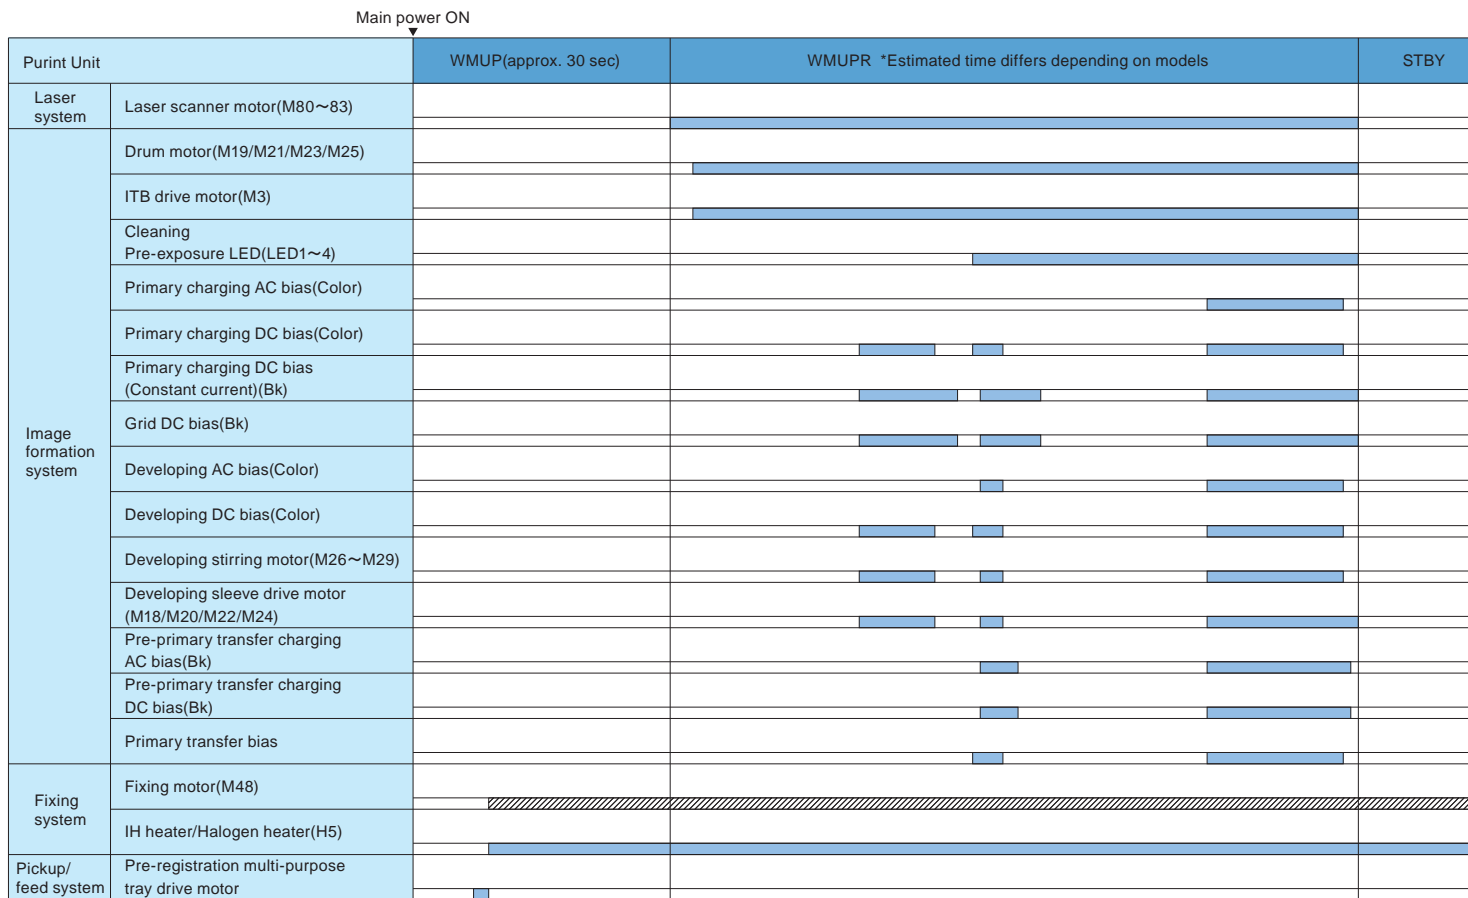 Main power ON
▼
Purint Unit
WMUP(approx. 30 sec)
WMUPR *Estimated time differs depending on models
STBY
Laser
system
Laser scanner motor(M80～83)
Image
formation
system
Drum motor(M19/M21/M23/M25)
ITB drive motor(M3)
Cleaning
Pre-exposure LED(LED1～4)
Primary charging AC bias(Color)
Primary charging DC bias(Color)
Primary charging DC bias
(Constant current)(Bk)
Grid DC bias(Bk)
Developing AC bias(Color)
Developing DC bias(Color)
Developing stirring motor(M26～M29)
Developing sleeve drive motor
(M18/M20/M22/M24)
Pre-primary transfer charging
AC bias(Bk)
Pre-primary transfer charging
DC bias(Bk)
Primary transfer bias
Fixing
system
Fixing motor(M48)
IH heater/Halogen heater(H5)
Pickup/
feed system
Pre-registration multi-purpose
tray drive motor